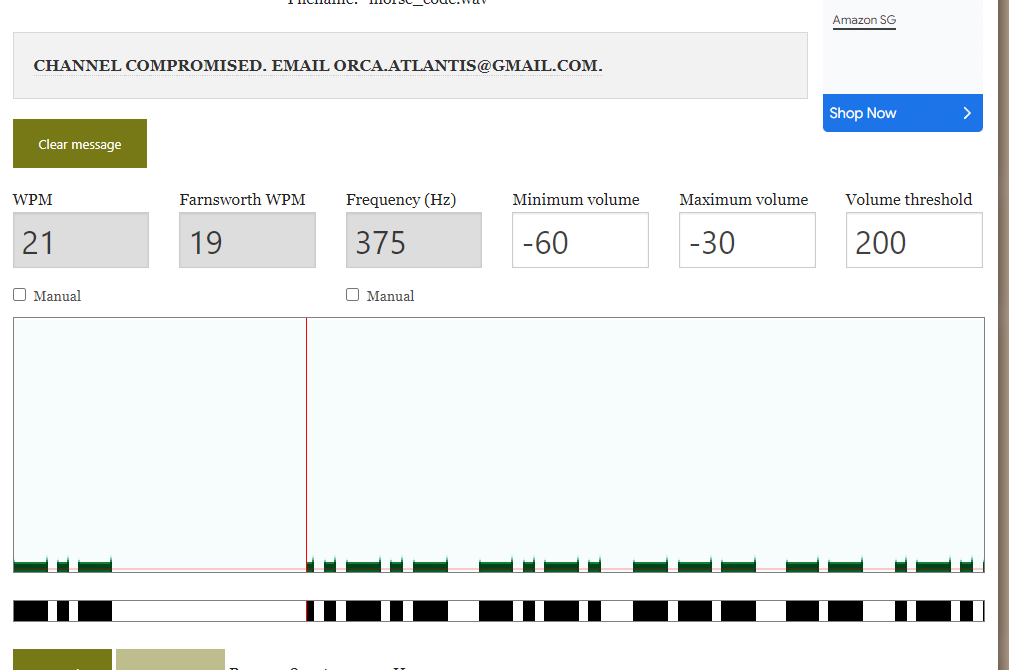 Filename: "morse_code.wav"
Amazon SG
CHANNEL COMPROMISED. EMAIL ORCA.ATLANTIS@GMAIL.COM.
Shop Now
Clear message
WPM Farnsworth WPM Frequency (Hz) Minimum volume Maximum volume Volume threshold
21 19 375 -60 -30 200
Manual Manual